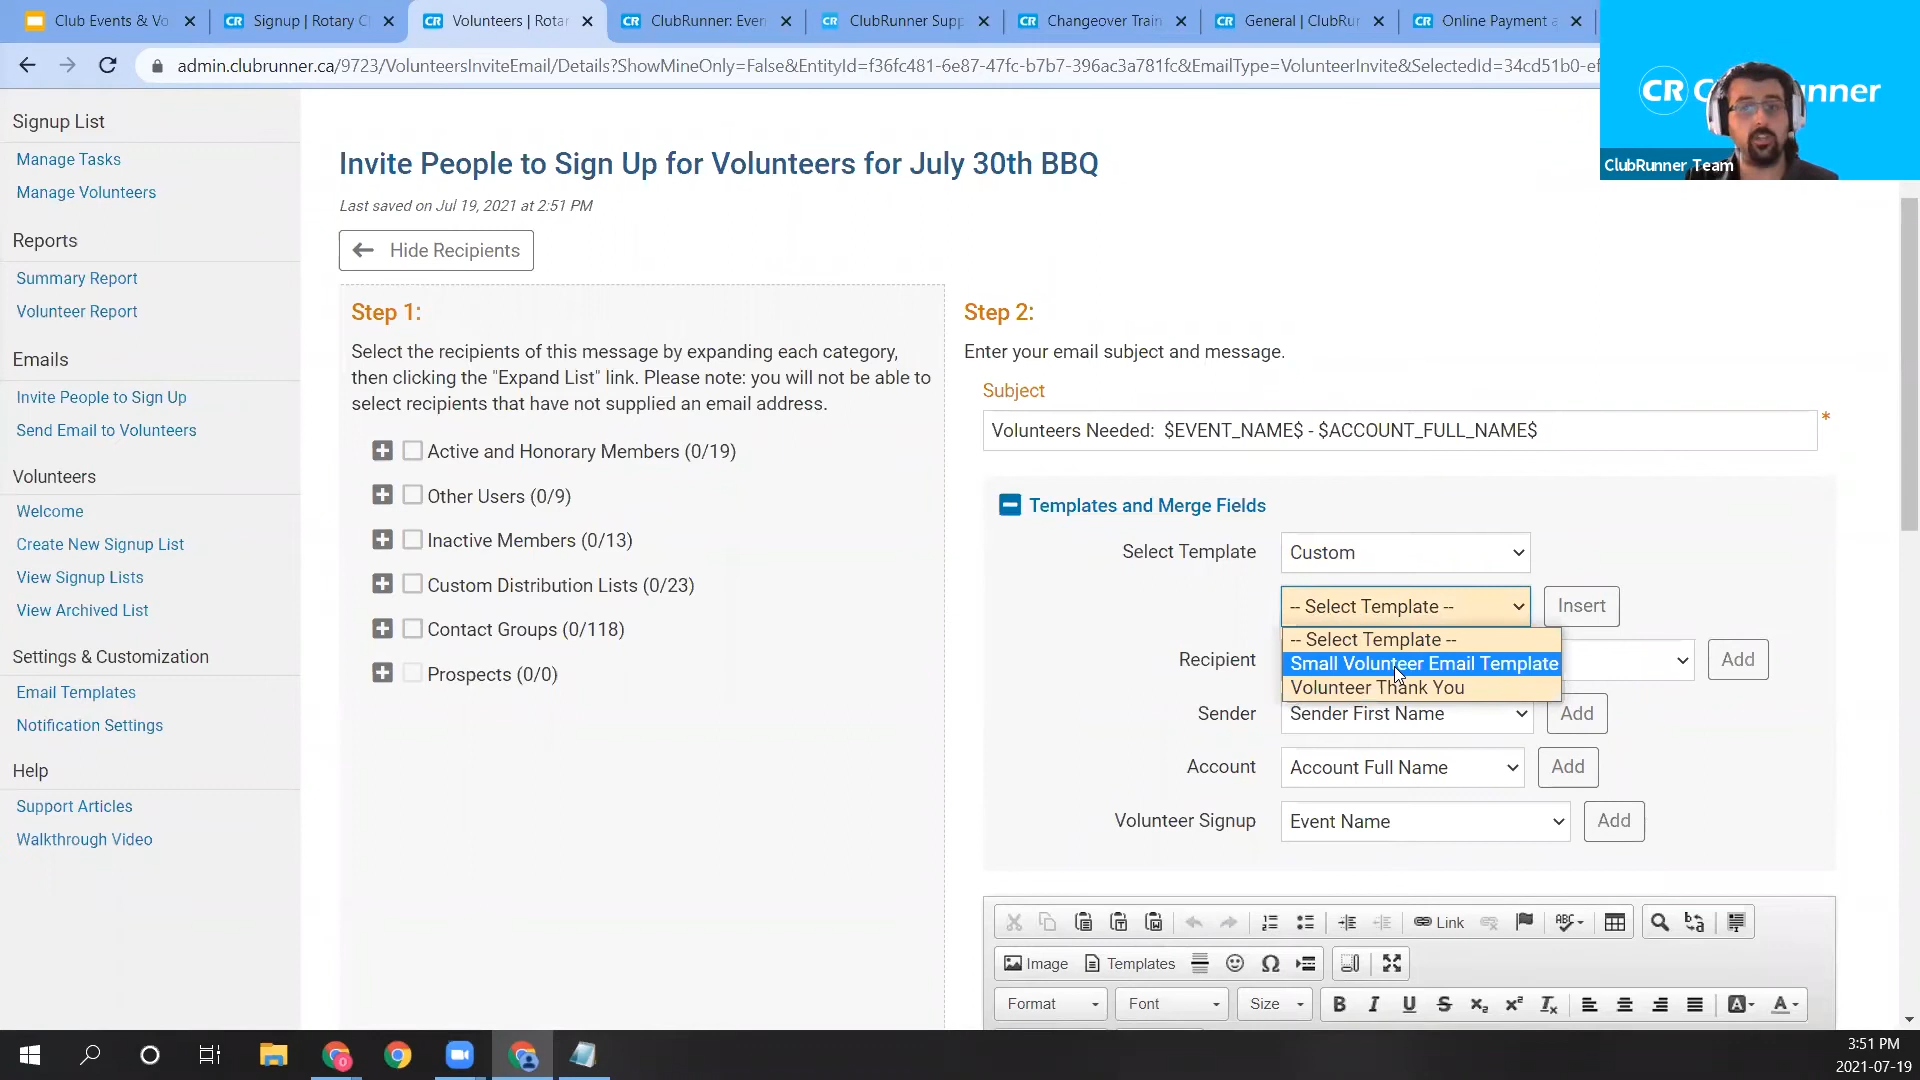 Club Events & Vo
Signup | Rotary C
Volunteers | Rotar
ClubRunner: Even
ClubRunner Supp
Changeover Train
General | ClubRun
Online Payment a
admin.clubrunner.ca/9723/VolunteersInviteEmail/Details?ShowMineOnly=False&EntityId=f36fc481-6e87-47fc-b7b7-396ac3a781fc&EmailType=VolunteerInvite&SelectedId=34cd51b0-ef
CR C nner
ClubRunner Team
Signup List
Manage Tasks
Manage Volunteers
Reports
Summary Report
Volunteer Report
Emails
Invite People to Sign Up
Send Email to Volunteers
Volunteers
Welcome
Create New Signup List
View Signup Lists
View Archived List
Settings & Customization
Email Templates
Notification Settings
Help
Support Articles
Walkthrough Video
Invite People to Sign Up for Volunteers for July 30th BBQ
Last saved on Jul 19, 2021 at 2:51 PM
Hide Recipients
Step 1:
Select the recipients of this message by expanding each category,
then clicking the "Expand List" link. Please note: you will not be able to
select recipients that have not supplied an email address.
Active and Honorary Members (0/19)
Other Users (0/9)
Inactive Members (0/13)
Custom Distribution Lists (0/23)
Contact Groups (0/118)
Prospects (0/0)
Step 2:
Enter your email subject and message.
Subject
Volunteers Needed: $EVENT_NAME$ - $ACCOUNT_FULL_NAME$ *
Templates and Merge Fields
Select Template Custom
-- Select Template -- Insert
-- Select Template --
Small Volunteer Email Template
Volunteer Thank You
Recipient Add
Sender Sender First Name Add
Account Account Full Name Add
Volunteer Signup Event Name Add
Link
Image Templates
Format Font Size B I U S
3:51 PM
2021-07-19